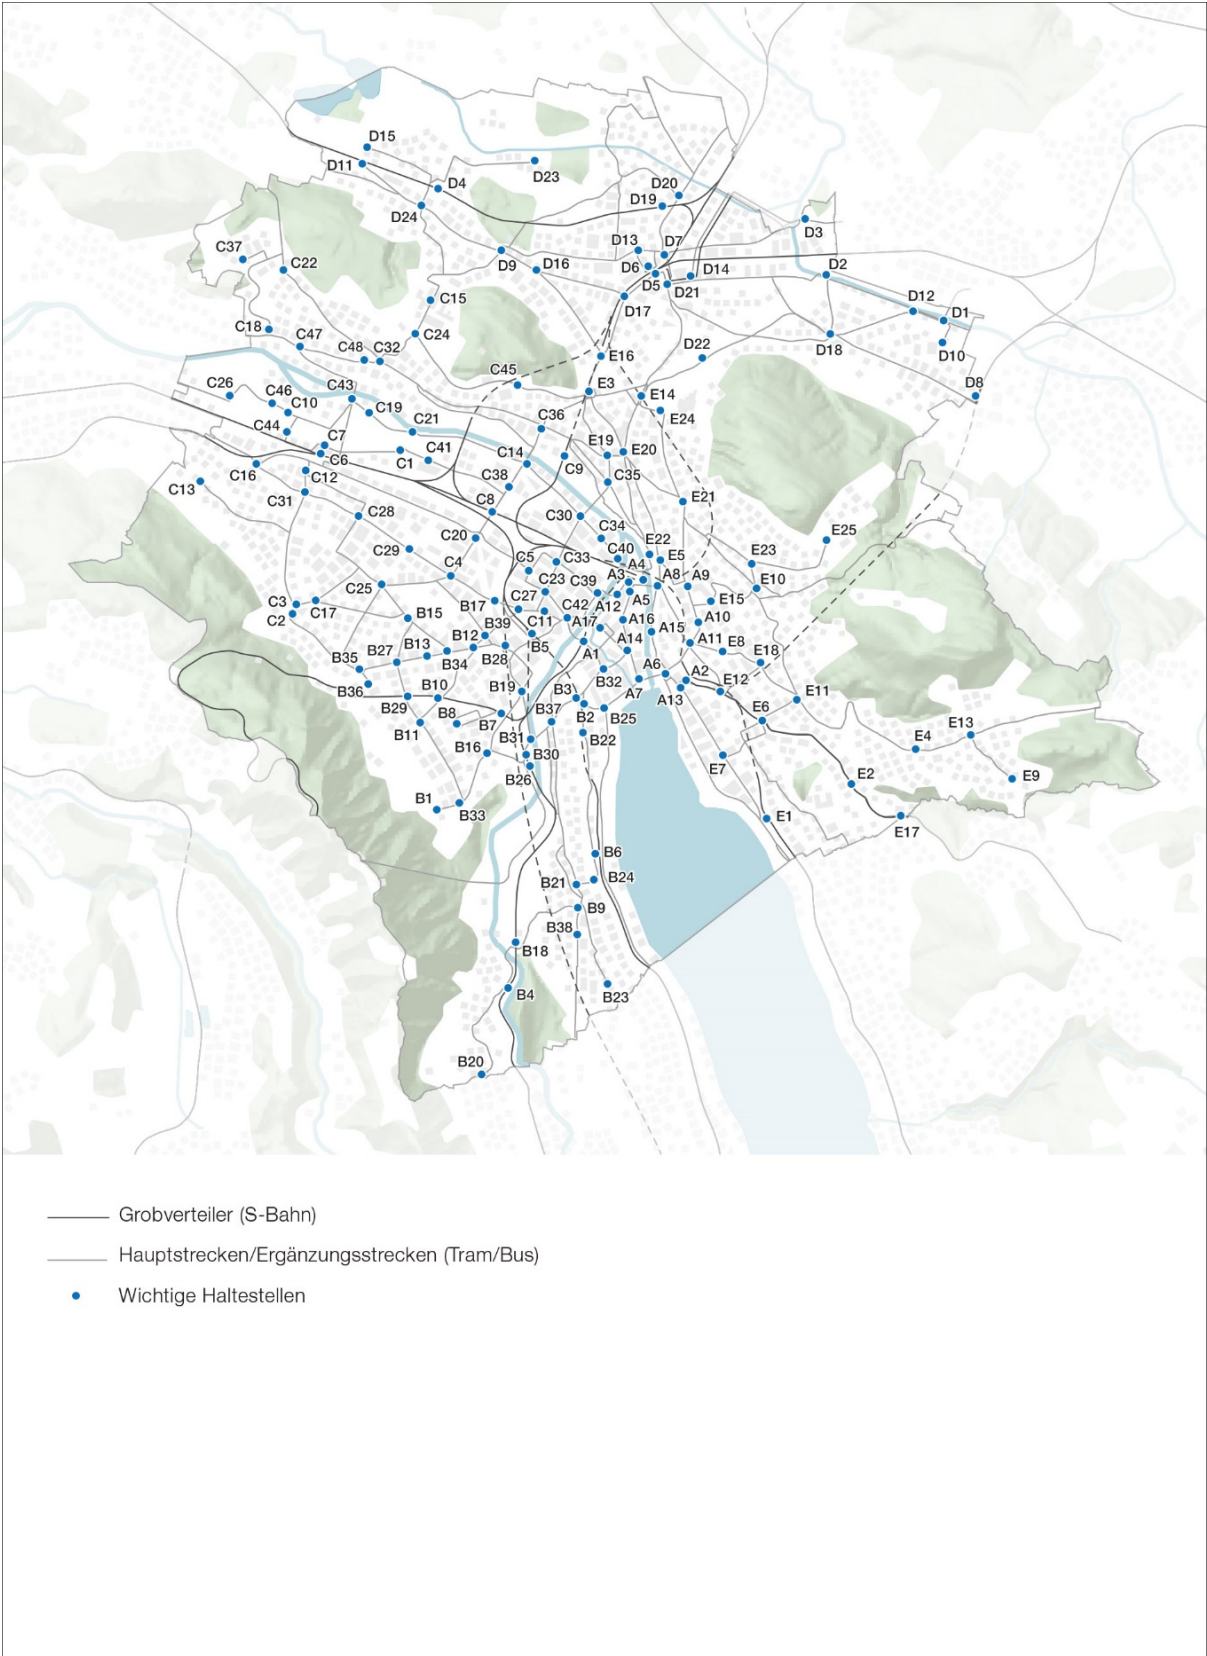 D15
D11
D4
D23
D24
D20
D19
D3
C37
C22
D9
D16
D13
D7
D6
D5
D14
D21
D2
D17
D12
D1
C15
C18
C47
C24
D18
D10
C48
C32
E16
D22
C45
D8
C26
C46
C10
C43
C19
E3
E14
E24
C44
C21
C36
C7
C6
C1
C41
C14
C9
E19
E20
C16
C12
C13
C31
C38
C35
C8
E21
C28
C30
C20
C34
E25
C29
C4
C5
C33
C40
E22
E5
E23
A4
A3
C25
C23
C39
A8
A9
E10
C3
C17
C2
B17
C27
A12
A5
E15
B15
C11
C42
A17
A16
A10
B39
B12
B5
A15
B13
B27
B34
B28
A1
A14
A11
E8
B35
B36
E18
B32
A6
A2
A7
B29
B10
B19
B3
A13
E12
E11
B8
B7
B37
B2
B25
E6
B11
B31
B22
E13
B16
B30
E4
B26
E7
E2
E9
B1
B33
E1
E17
B6
B21
B24
B9
B38
B18
B4
B23
B20
Grobverteiler (S-Bahn)
Hauptstrecken/Ergänzungsstrecken (Tram/Bus)
Wichtige Haltestellen